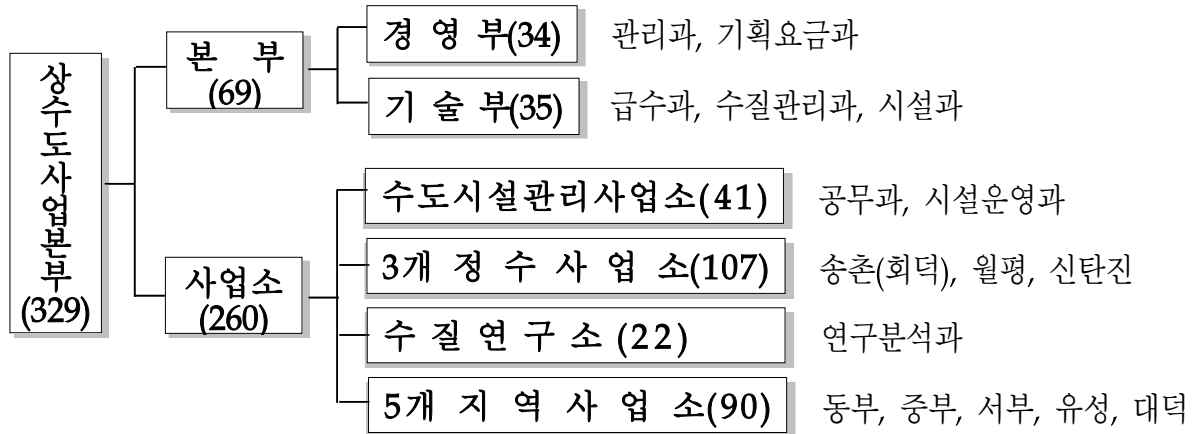 상수도사업본부
(329)
본 부
(69)
경 영 부(34) 관리과, 기획요금과
기 술 부(35) 급수과, 수질관리과, 시설과
사업소
(260)
수도시설관리사업소(41) 공무과, 시설운영과
3개 정 수 사 업 소(107) 송촌(회덕), 월평, 신탄진
수 질 연 구 소 (22) 연구분석과
5개 지 역 사 업 소(90) 동부, 중부, 서부, 유성, 대덕